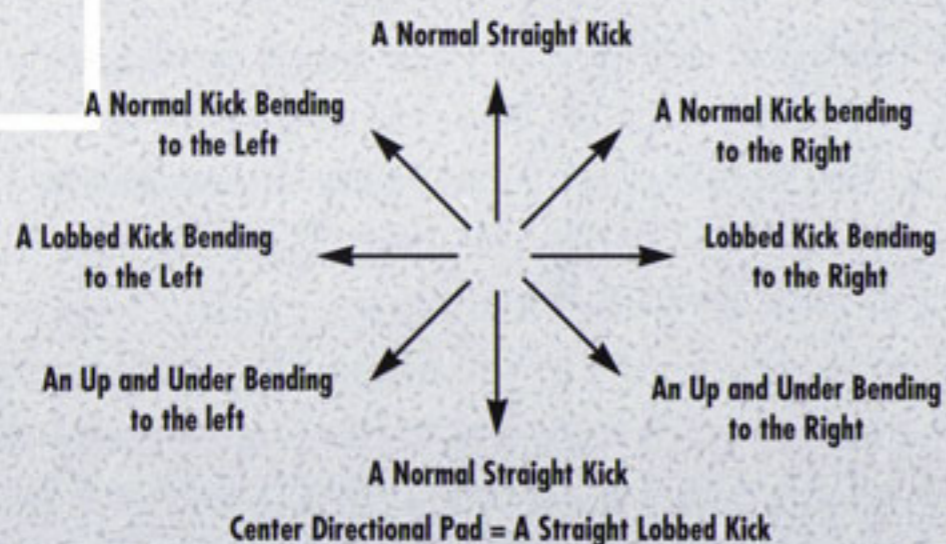 A Normal Straight Kick
A Normal Kick Bending
to the Left
A Normal Kick bending
to the Right
A Lobbed Kick Bending
to the Left
Lobbed Kick Bending
to the Right
An Up and Under Bending
to the left
An Up and Under Bending
to the Right
A Normal Straight Kick
Center Directional Pad = A Straight Lobbed Kick